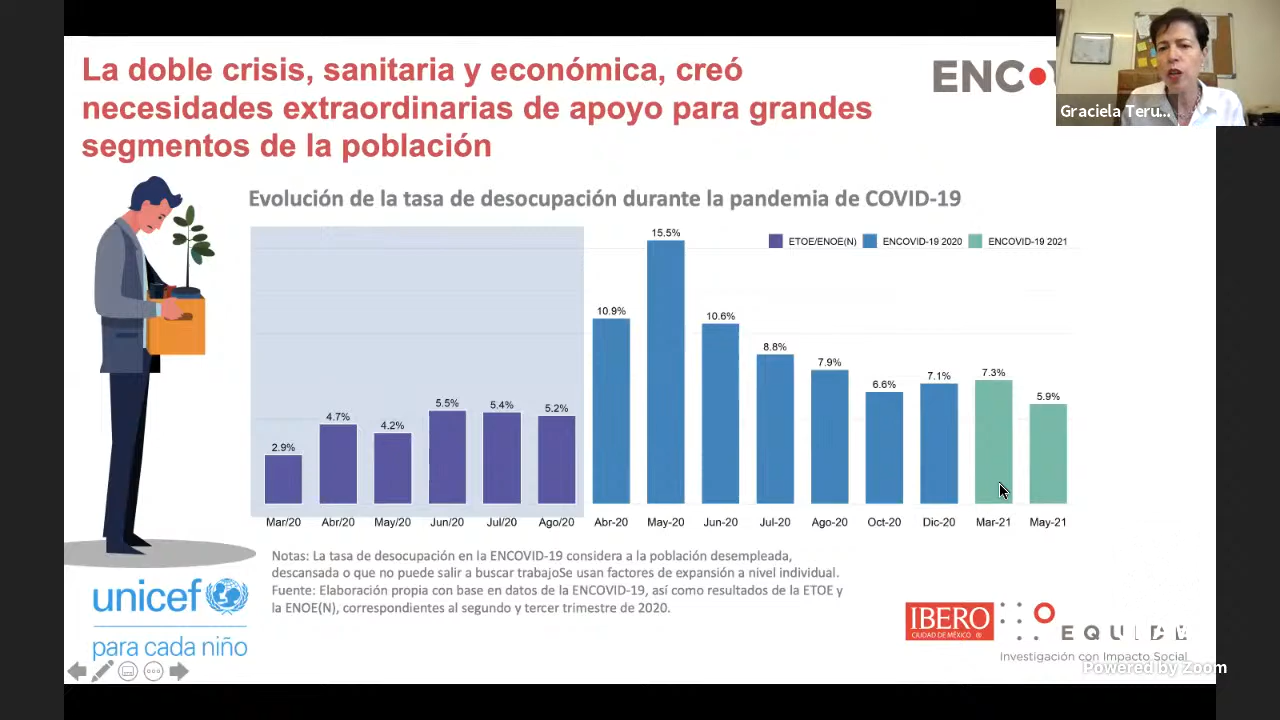 La doble crisis, sanitaria y económica, creó
necesidades extraordinarias de apoyo para grandes
segmentos de la población
Graciela Teru...
Evolución de la tasa de desocupación durante la pandemia de COVID-19
ETOE/ENOE(N) ENCOVID-19 2020 ENCOVID-19 2021
2.9% 4.7% 4.2% 5.5% 5.4% 5.2% 10.9% 15.5% 10.6% 8.8% 7.9% 6.6% 7.1% 7.3% 5.9%
Mar/20 Abr/20 May/20 Jun/20 Jul/20 Ago/20 Abr-20 May-20 Jun-20 Jul-20 Ago-20 Oct-20 Dic-20 Mar-21 May-21
Notas: La tasa de desocupación en la ENCOVID-19 considera a la población desempleada,
descansada o que no puede salir a buscar trabajoSe usan factores de expansión a nivel individual.
Fuente: Elaboración propia con base en datos de la ENCOVID-19, así como resultados de la ETOE y
la ENOE(N), correspondientes al segundo y tercer trimestre de 2020.
unicef
para cada niño
IBERO
CIUDAD DE MÉXICO ®
Investigación con Impacto Social
Powered by Zoom